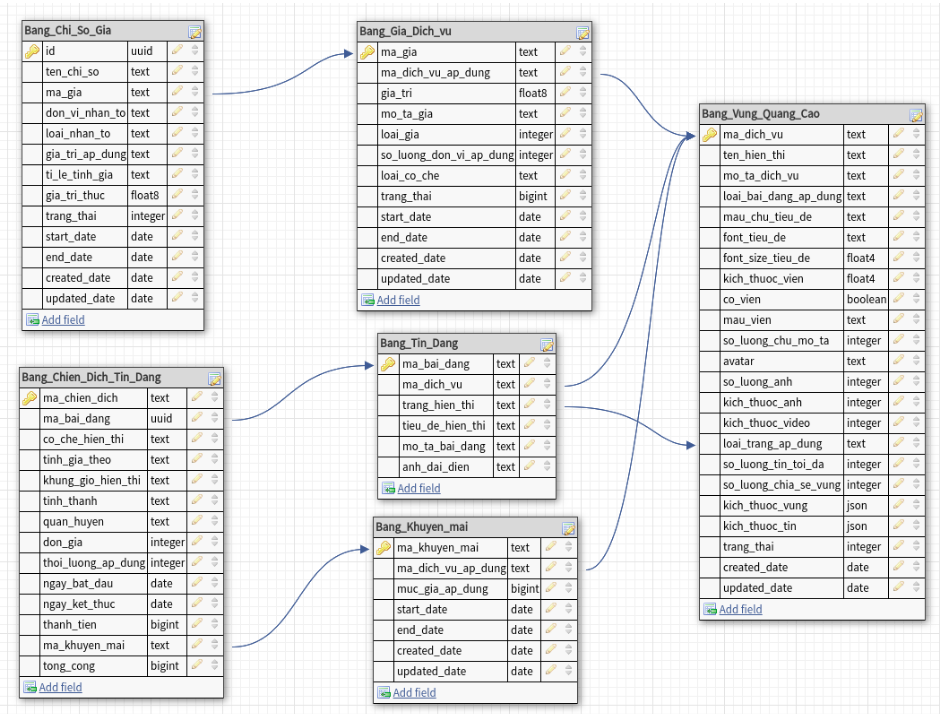 Bang_Chi_So_Gia
id uuid
ten_chi_so text
ma_gia text
don_vi_nhan_to text
loai_nhan_to text
gia_tri_ap_dung text
ti_le_tinh_gia text
gia_tri_thuc float8
trang_thai integer
start_date date
end_date date
created_date date
updated_date date
Add field
Bang_Gia_Dich_vu
ma_gia text
ma_dich_vu_ap_dung text
gia_tri float8
mo_ta_gia text
loai_gia integer
so_luong_don_vi_ap_dung integer
loai_co_che text
trang_thai bigint
start_date date
end_date date
created_date date
updated_date date
Add field
Bang_Vung_Quang_Cao
ma_dich_vu text
ten_hien_thi text
mo_ta_dich_vu text
loai_bai_dang_ap_dung text
mau_chu_tieu_de text
font_tieu_de text
font_size_tieu_de float4
kich_thuoc_vien float4
co_vien boolean
mau_vien text
so_luong_chu_mo_ta integer
avatar text
so_luong_anh integer
kich_thuoc_anh integer
kich_thuoc_video integer
loai_trang_ap_dung text
so_luong_tin_toi_da integer
so_luong_chia_se_vung integer
kich_thuoc_vung json
kich_thuoc_tin json
trang_thai integer
created_date date
updated_date date
Add field
Bang_Chien_Dich_Tin_Dang
ma_chien_dich text
ma_bai_dang uuid
co_che_hien_thi text
tinh_gia_theo text
khung_gio_hien_thi text
tinh_thanh text
quan_huyen text
don_gia integer
thoi_luong_ap_dung integer
ngay_bat_dau date
ngay_ket_thuc date
thanh_tien bigint
ma_khuyen_mai text
tong_cong bigint
Add field
Bang_Tin_Dang
ma_bai_dang text
ma_dich_vu text
trang_hien_thi text
tieu_de_hien_thi text
mo_ta_bai_dang text
anh_dai_dien text
Add field
Bang_Khuyen_mai
ma_khuyen_mai text
ma_dich_vu_ap_dung text
muc_gia_ap_dung bigint
start_date date
end_date date
created_date date
updated_date date
Add field